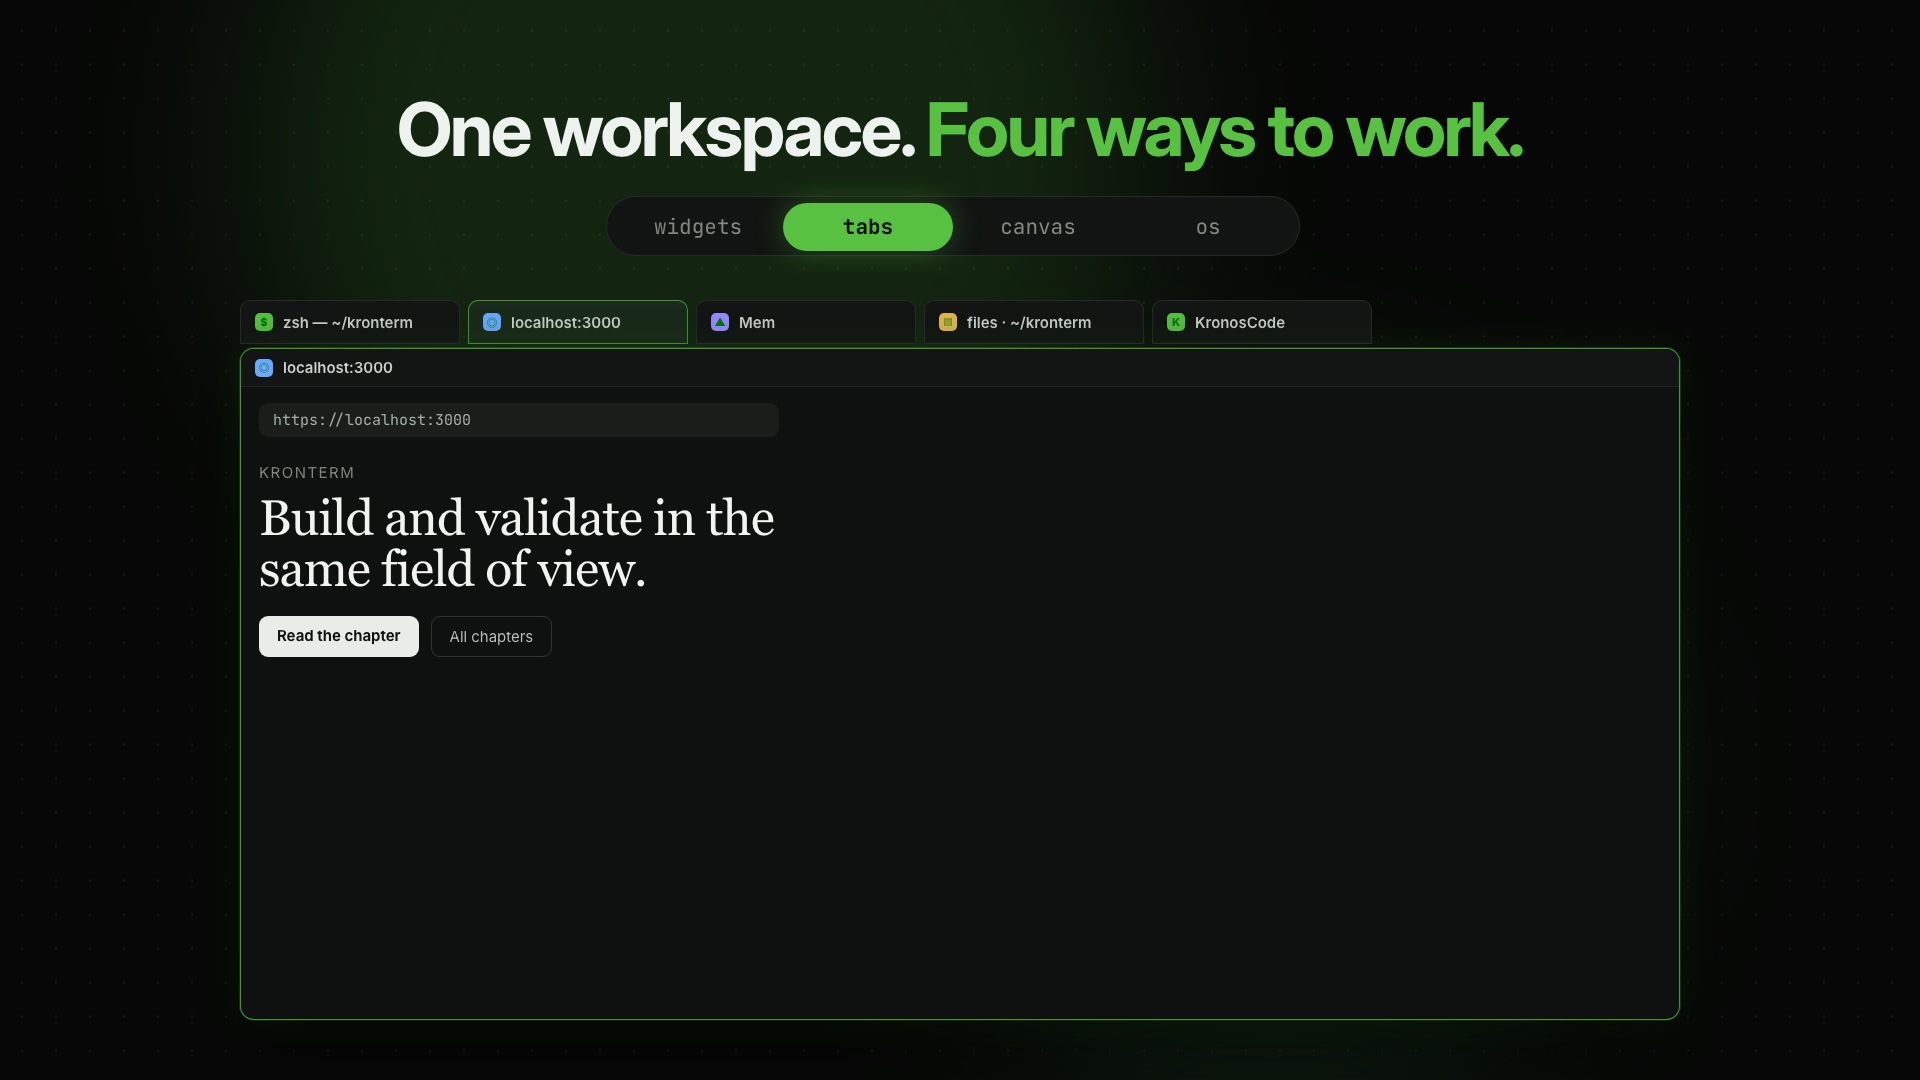 One workspace. Four ways to work.
widgets tabs canvas os
$ zsh — ~/kronterm localhost:3000 Mem files · ~/kronterm K KronosCode
localhost:3000
https://localhost:3000
KRONTERM
Build and validate in the
same field of view.
Read the chapter All chapters